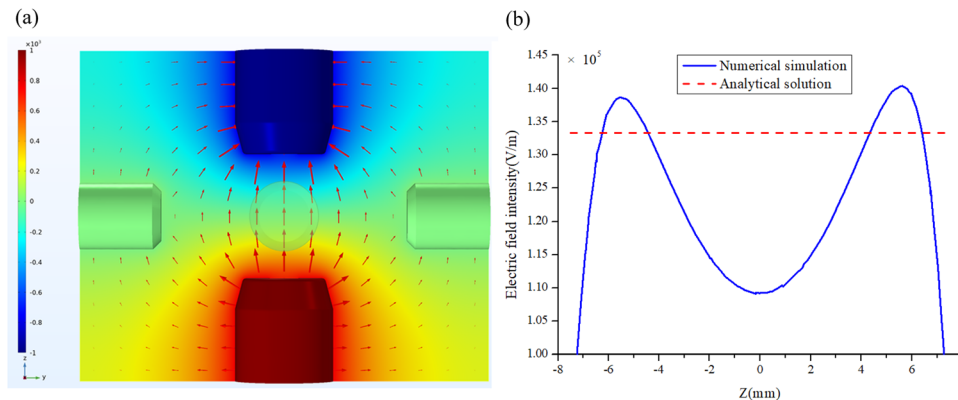 (a)
×10³
1
0.8
0.6
0.4
0.2
0
-0.2
-0.4
-0.6
-0.8
-1
z
y
(b)
Electric field intensity(V/m)
× 10⁵
1.45
1.40
1.35
1.30
1.25
1.20
1.15
1.10
1.05
1.00
Numerical simulation
Analytical solution
-8 -6 -4 -2 0 2 4 6 8
Z(mm)